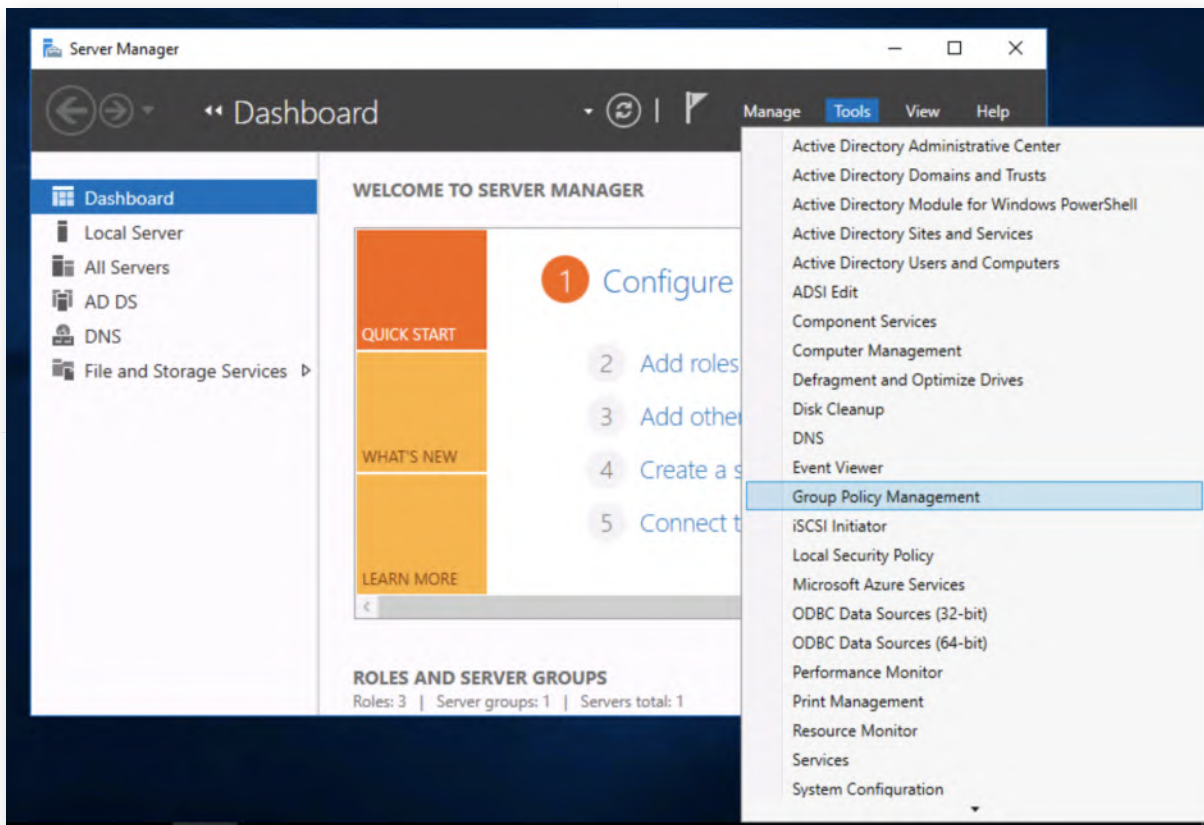 Server Manager
Dashboard
Manage Tools View Help
Dashboard
Local Server
All Servers
AD DS
DNS
File and Storage Services
WELCOME TO SERVER MANAGER
QUICK START
WHAT'S NEW
LEARN MORE
1 Configure
2 Add roles
3 Add other
4 Create a s
5 Connect t
ROLES AND SERVER GROUPS
Roles: 3 | Server groups: 1 | Servers total: 1
Active Directory Administrative Center
Active Directory Domains and Trusts
Active Directory Module for Windows PowerShell
Active Directory Sites and Services
Active Directory Users and Computers
ADSI Edit
Component Services
Computer Management
Defragment and Optimize Drives
Disk Cleanup
DNS
Event Viewer
Group Policy Management
iSCSI Initiator
Local Security Policy
Microsoft Azure Services
ODBC Data Sources (32-bit)
ODBC Data Sources (64-bit)
Performance Monitor
Print Management
Resource Monitor
Services
System Configuration